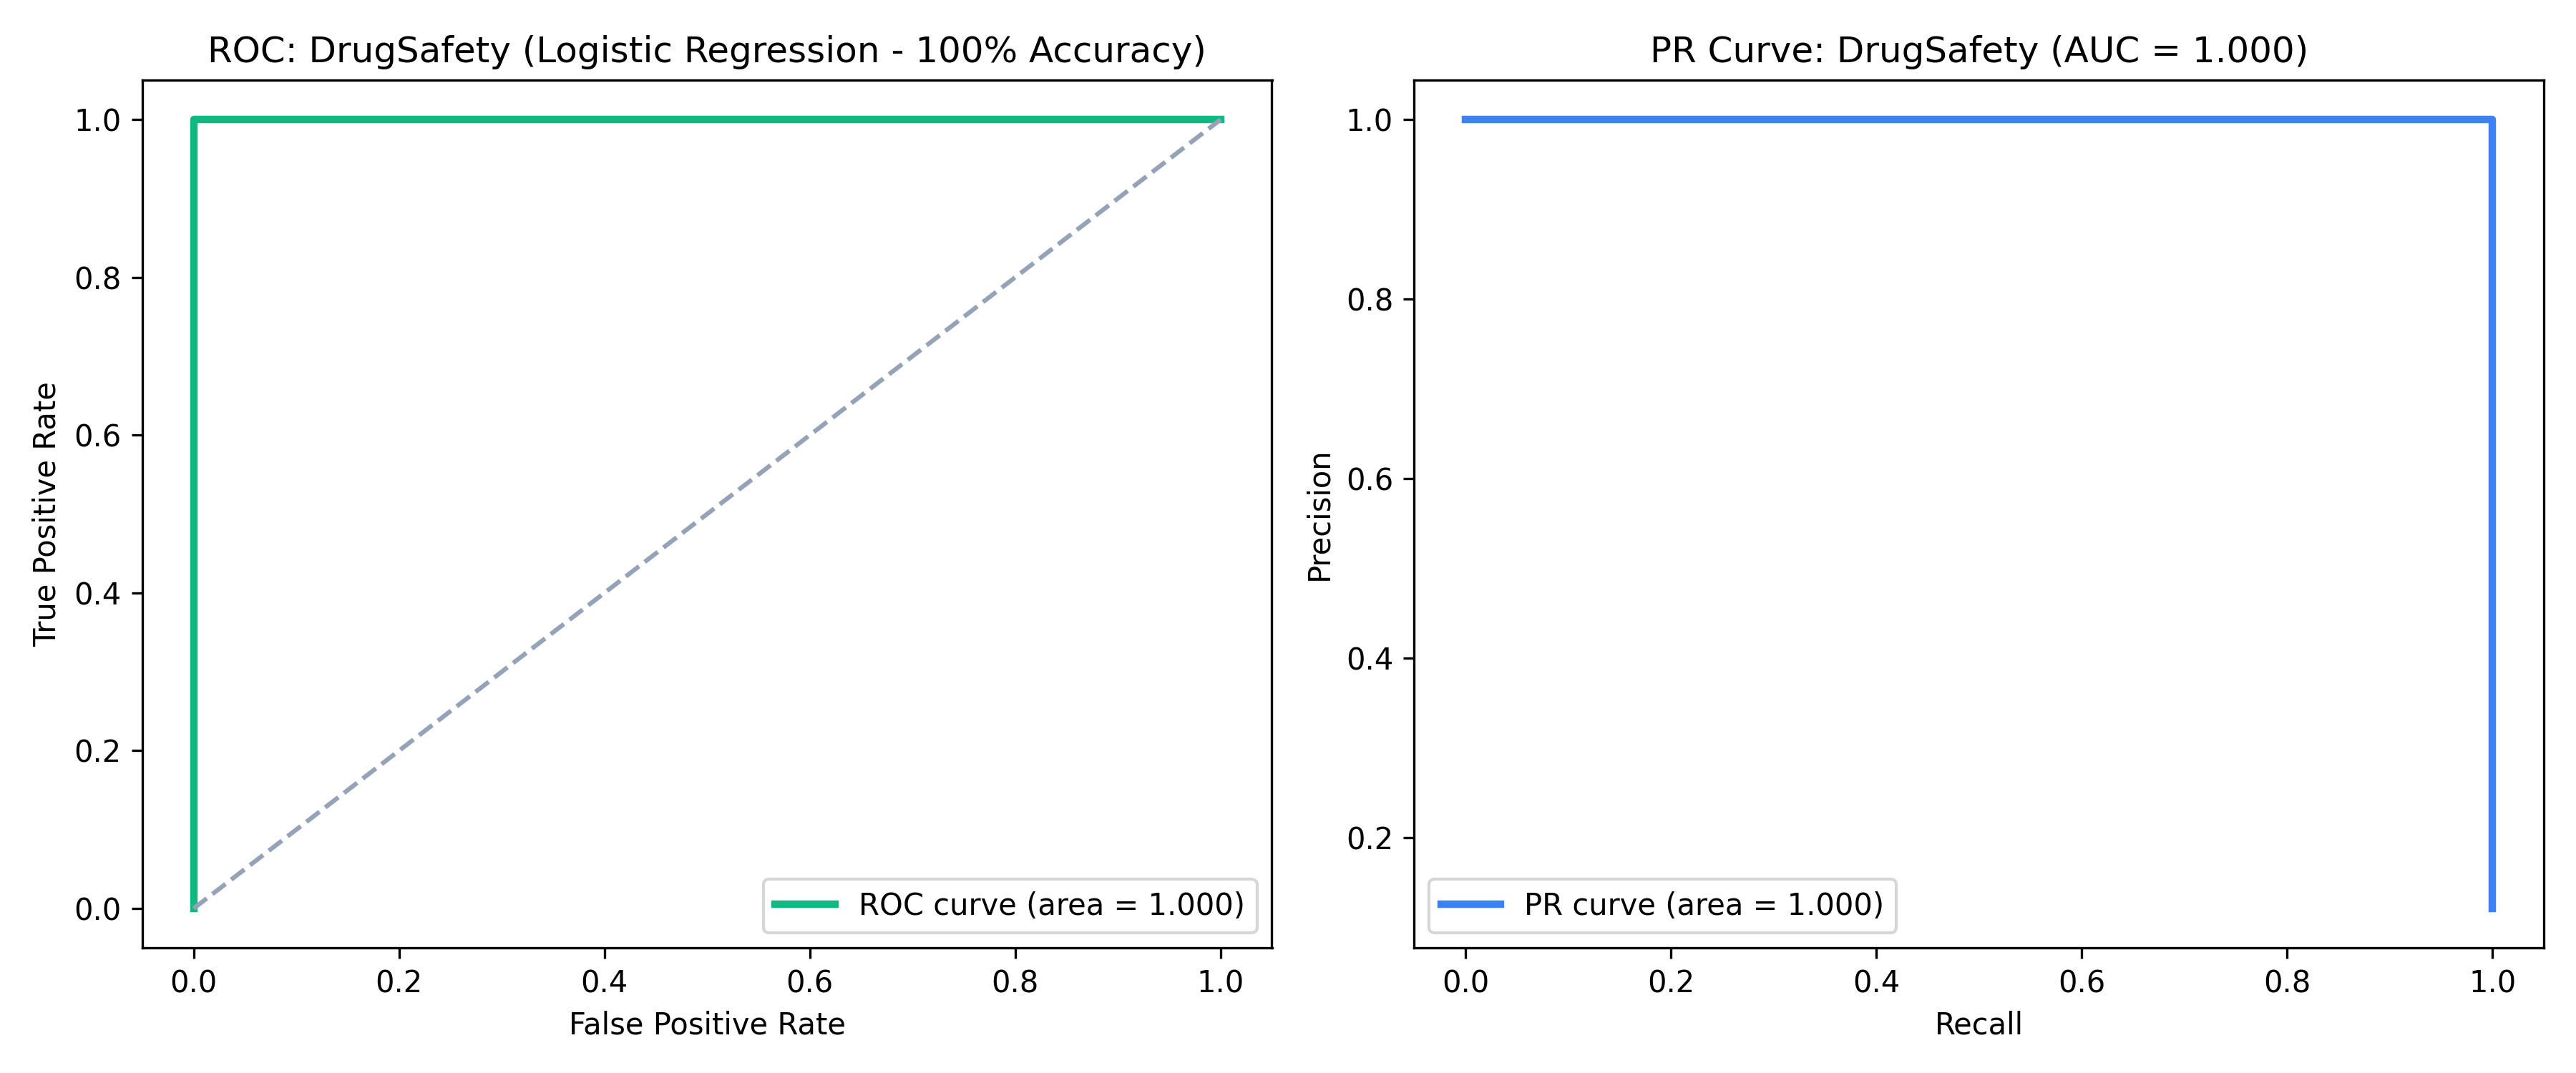 ROC: DrugSafety (Logistic Regression - 100% Accuracy)
True Positive Rate
1.0
0.8
0.6
0.4
0.2
0.0
ROC curve (area = 1.000)
0.0 0.2 0.4 0.6 0.8 1.0
False Positive Rate
PR Curve: DrugSafety (AUC = 1.000)
Precision
1.0
0.8
0.6
0.4
0.2
PR curve (area = 1.000)
0.0 0.2 0.4 0.6 0.8 1.0
Recall